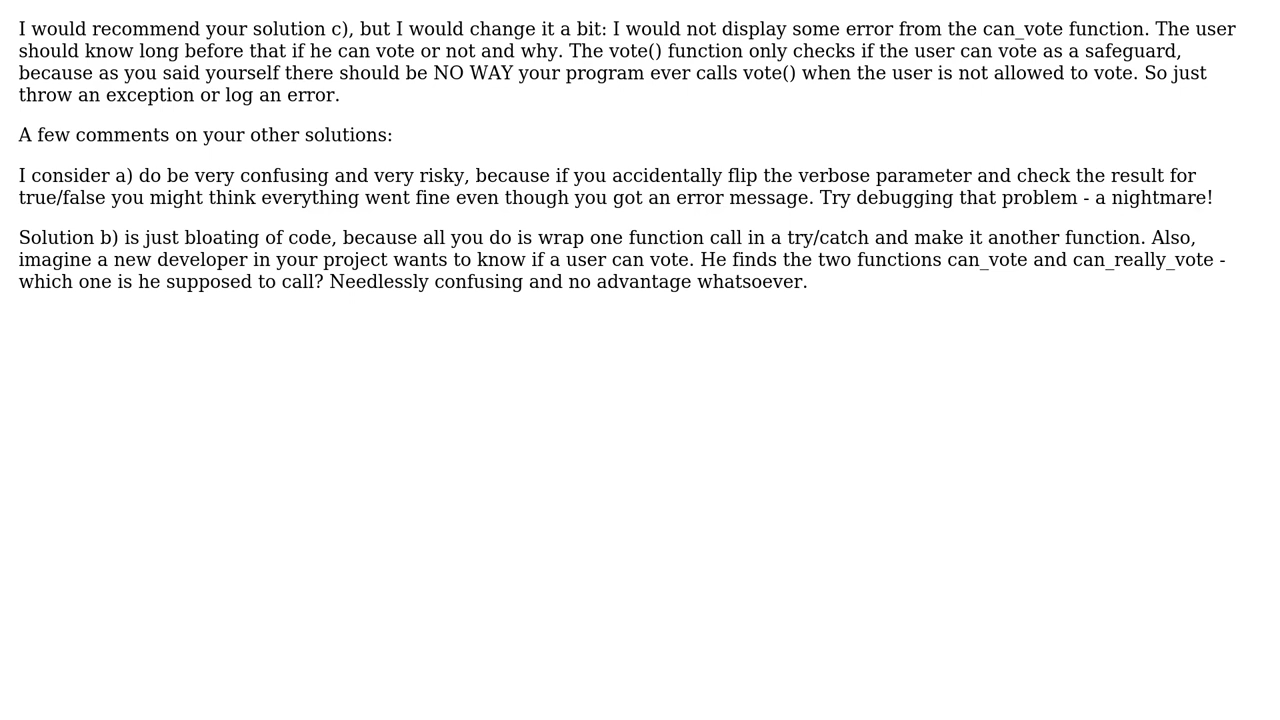 I would recommend your solution c), but I would change it a bit: I would not display some error from the can_vote function. The user
should know long before that if he can vote or not and why. The vote() function only checks if the user can vote as a safeguard,
because as you said yourself there should be NO WAY your program ever calls vote() when the user is not allowed to vote. So just
throw an exception or log an error.
A few comments on your other solutions:
I consider a) do be very confusing and very risky, because if you accidentally flip the verbose parameter and check the result for
true/false you might think everything went fine even though you got an error message. Try debugging that problem - a nightmare!
Solution b) is just bloating of code, because all you do is wrap one function call in a try/catch and make it another function. Also,
imagine a new developer in your project wants to know if a user can vote. He finds the two functions can_vote and can_really_vote -
which one is he supposed to call? Needlessly confusing and no advantage whatsoever.